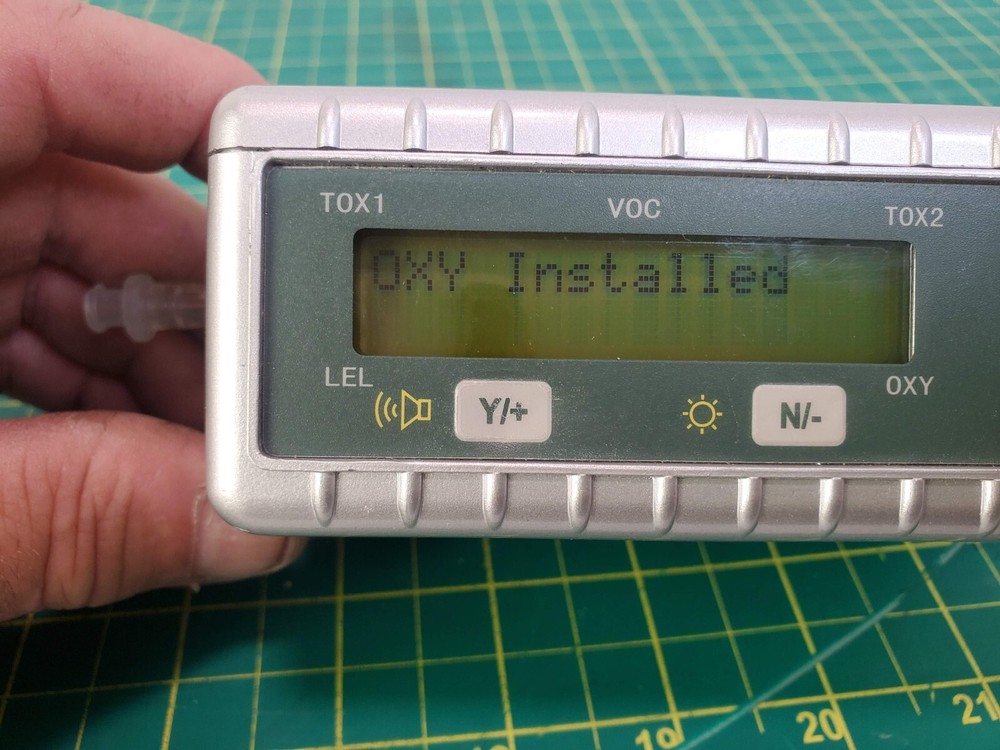 TOX1 VOC TOX2
OXY Installed
LEL OXY
Y/+ N/-
20 21